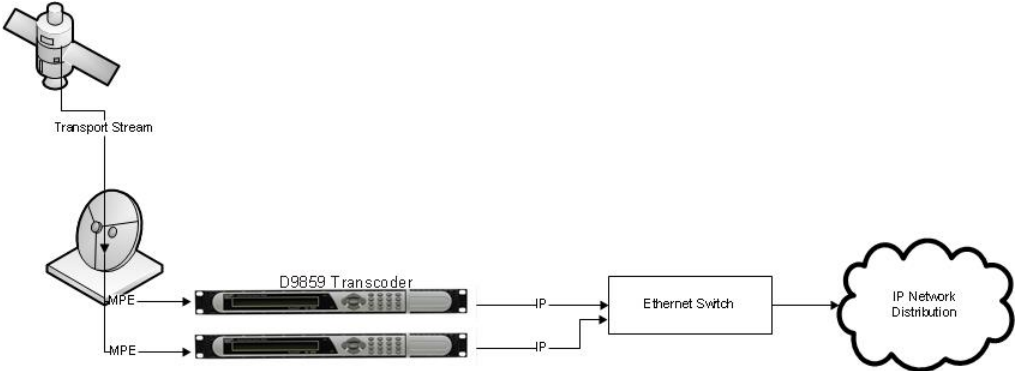 Transport Stream
D9859 Transcoder
MPE
IP
Ethernet Switch
IP Network
Distribution
MPE
IP